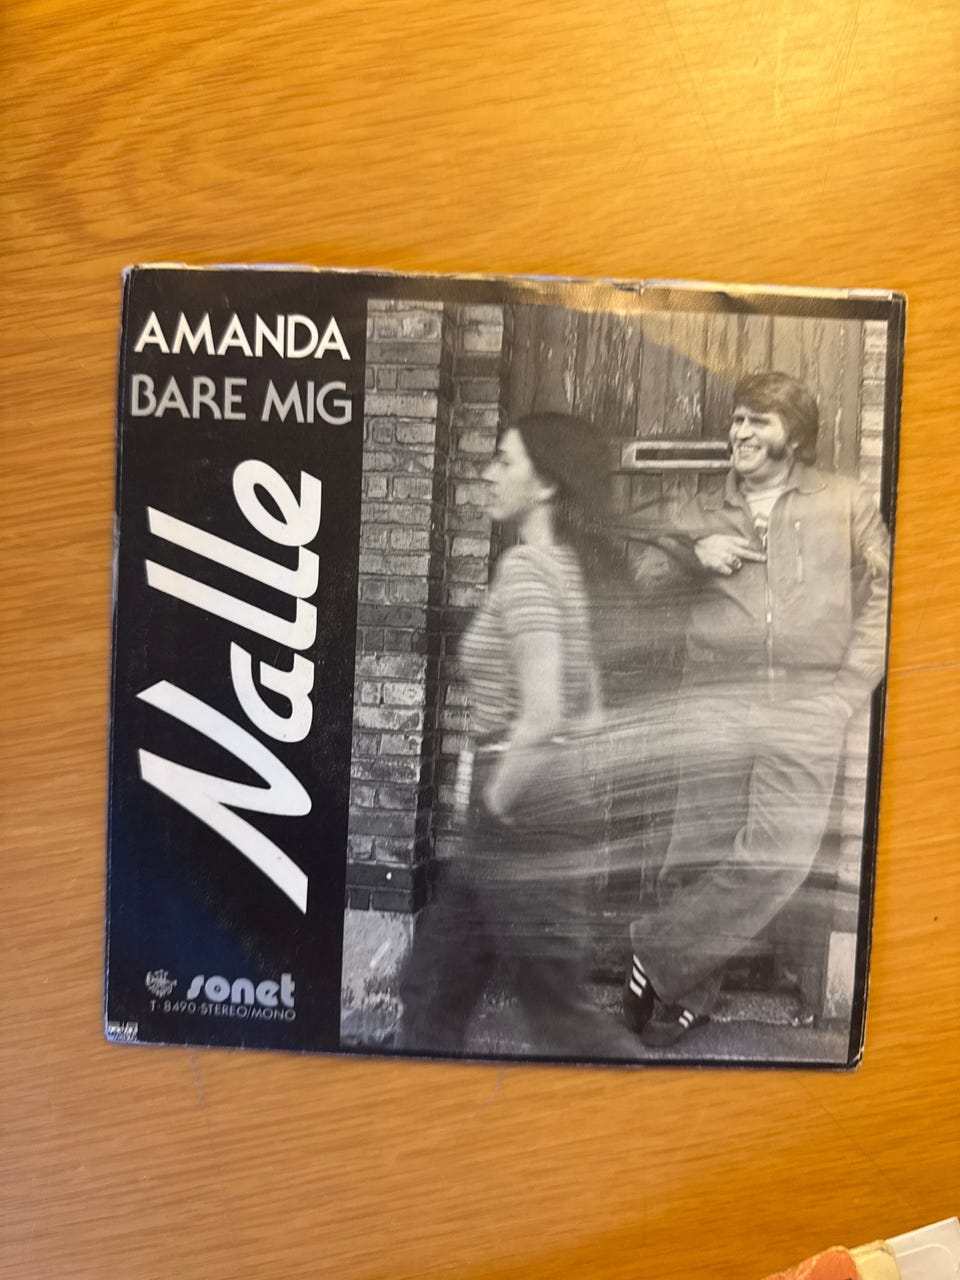 AMANDA
BARE MIG
Nalle
sonet
T-8490-STEREO/MONO